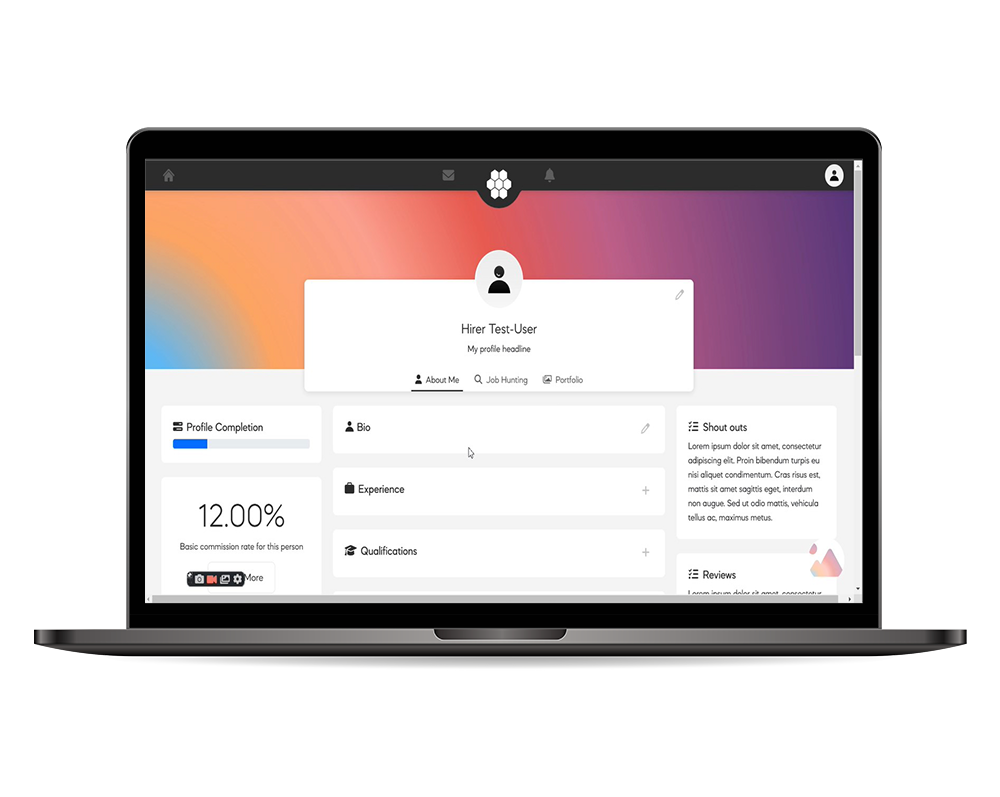 Hirer Test-User
My profile headline
About Me
Job Hunting
Portfolio
Profile Completion
12.00%
Basic commission rate for this person
More
Bio
Experience
Qualifications
Shout outs
Lorem ipsum dolor sit amet, consectetur
adipiscing elit. Proin bibendum turpis eu
nisi aliquet condimentum. Cras risus est,
mattis sit amet sagittis eget, interdum
non augue. Sed ut odio mattis, vehicula
tellus ac, maximus metus.
Reviews
Lorem ipsum dolor sit amet, consectetur